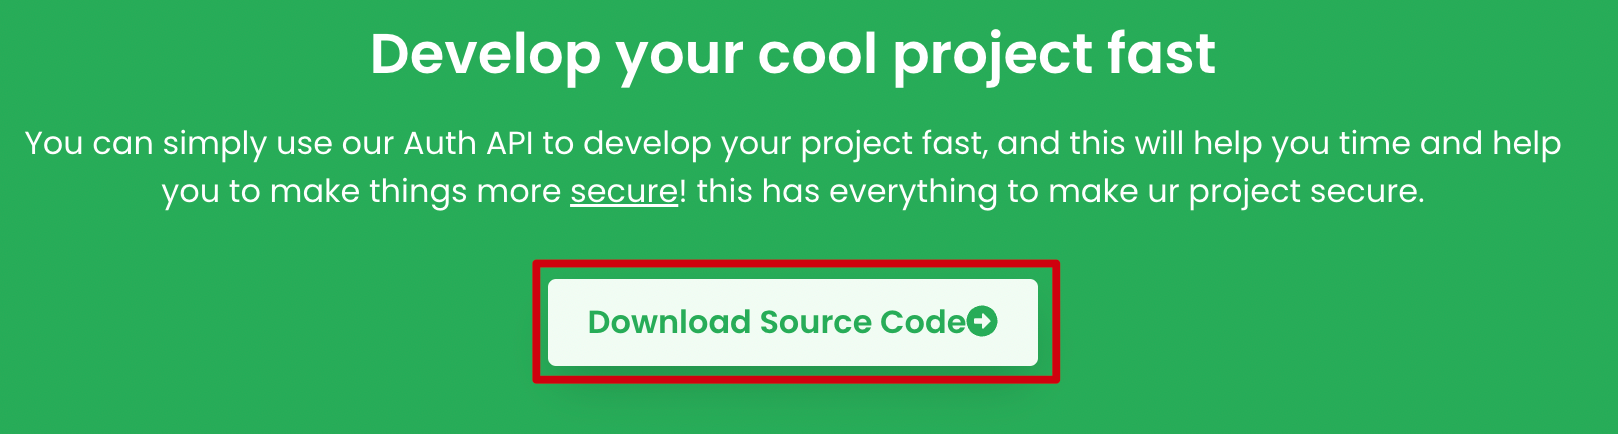 Develop your cool project fast
You can simply use our Auth API to develop your project fast, and this will help you time and help
you to make things more secure! this has everything to make ur project secure.
Download Source Code